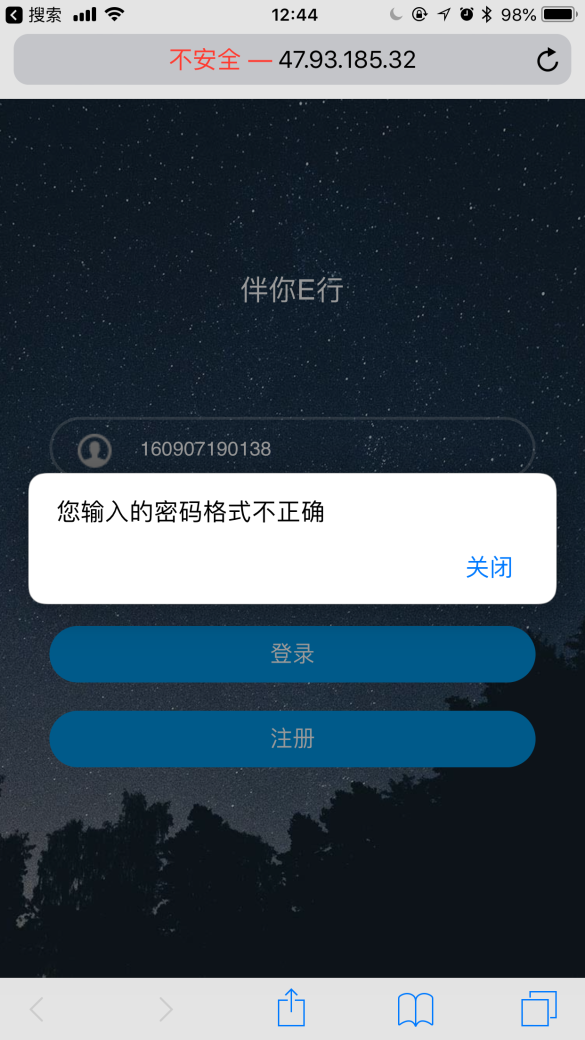 搜索 12:44 98%
不安全 — 47.93.185.32
伴你E行
160907190138
您输入的密码格式不正确
关闭
登录
注册